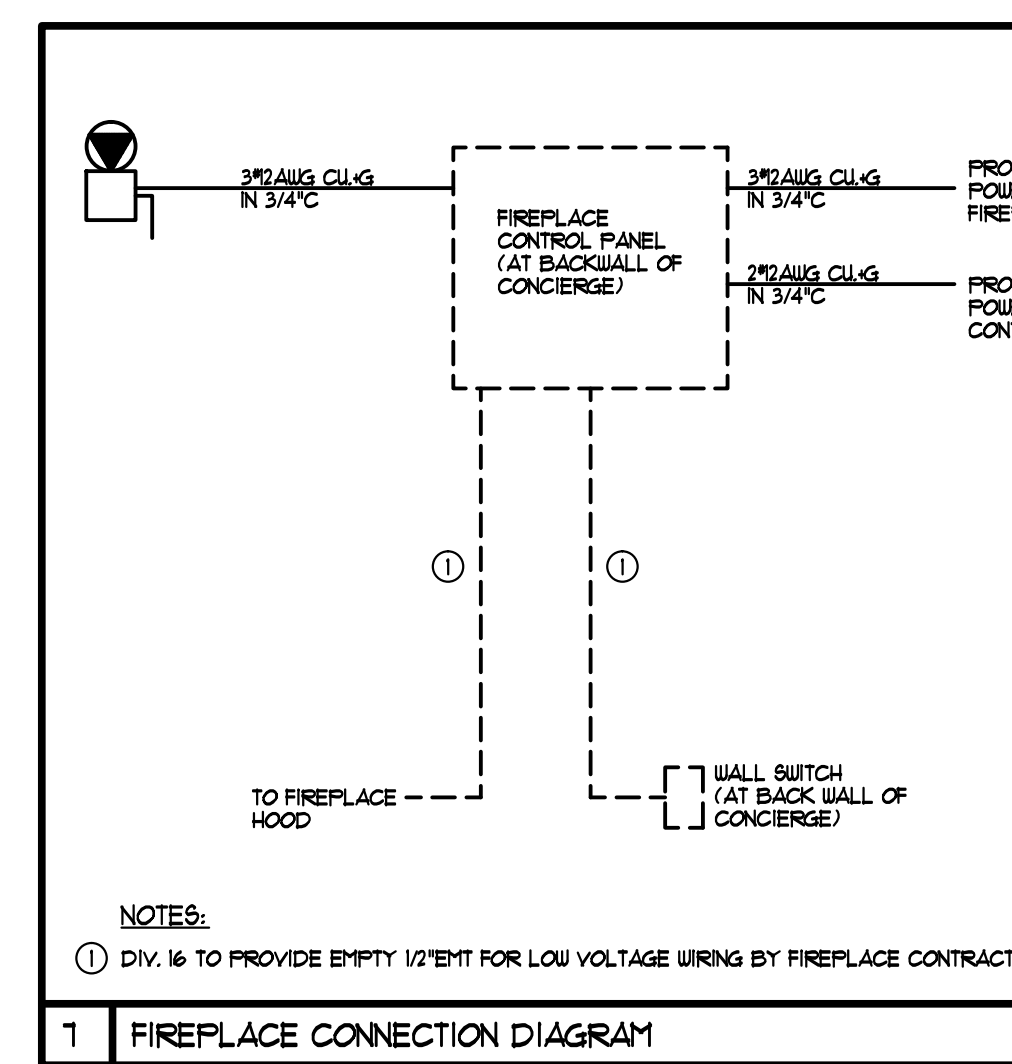 3#12AWG CU.+G
IN 3/4"C
FIREPLACE
CONTROL PANEL
(AT BACKWALL OF
CONCIERGE)
3#12AWG CU.+G
IN 3/4"C
2#12AWG CU.+G
IN 3/4"C
1
1
TO FIREPLACE
HOOD
WALL SWITCH
(AT BACK WALL OF
CONCIERGE)
NOTES:
1 DIV. 16 TO PROVIDE EMPTY 1/2"EMT FOR LOW VOLTAGE WIRING BY FIREPLACE
7 FIREPLACE CONNECTION DIAGRAM